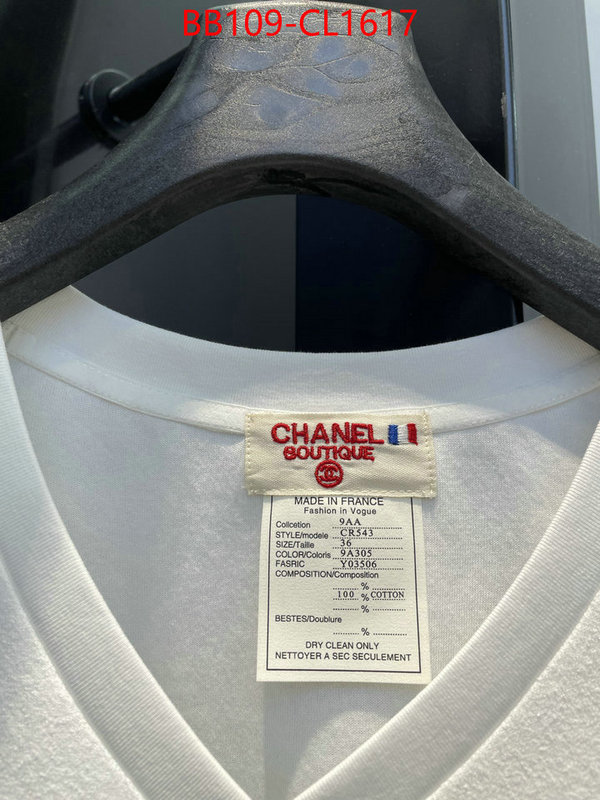 BB109-CL1617
CHANEL
BOUTIQUE
MADE IN FRANCE
Fashion in Vogue
Collcetion 9AA
STYLE/modele CR543
SIZE/Taille 36
COLOR/Coloris 9A305
FASRIC Y03506
COMPOSITION/Composition
%
100 % COTTON
%
BESTES/Doublure
%
DRY CLEAN ONLY
NETTOYER A SEC SECULEMENT